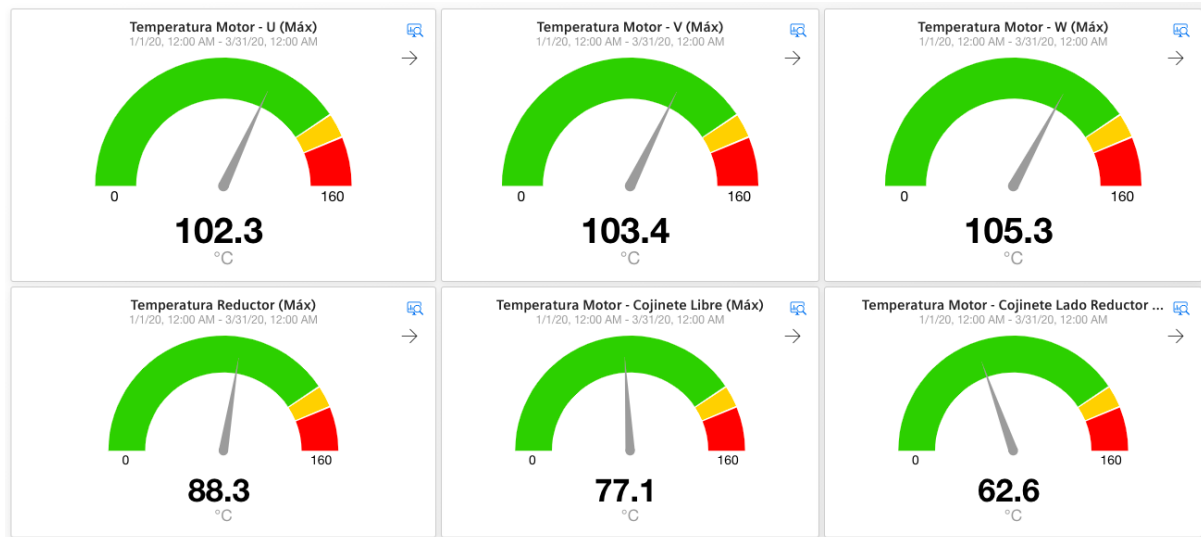 Temperatura Motor - U (Máx)
1/1/20, 12:00 AM - 3/31/20, 12:00 AM
0
160
102.3
°C
Temperatura Motor - V (Máx)
1/1/20, 12:00 AM - 3/31/20, 12:00 AM
0
160
103.4
°C
Temperatura Motor - W (Máx)
1/1/20, 12:00 AM - 3/31/20, 12:00 AM
0
160
105.3
°C
Temperatura Reductor (Máx)
1/1/20, 12:00 AM - 3/31/20, 12:00 AM
0
160
88.3
°C
Temperatura Motor - Cojinete Libre (Máx)
1/1/20, 12:00 AM - 3/31/20, 12:00 AM
0
160
77.1
°C
Temperatura Motor - Cojinete Lado Reductor ...
1/1/20, 12:00 AM - 3/31/20, 12:00 AM
0
160
62.6
°C